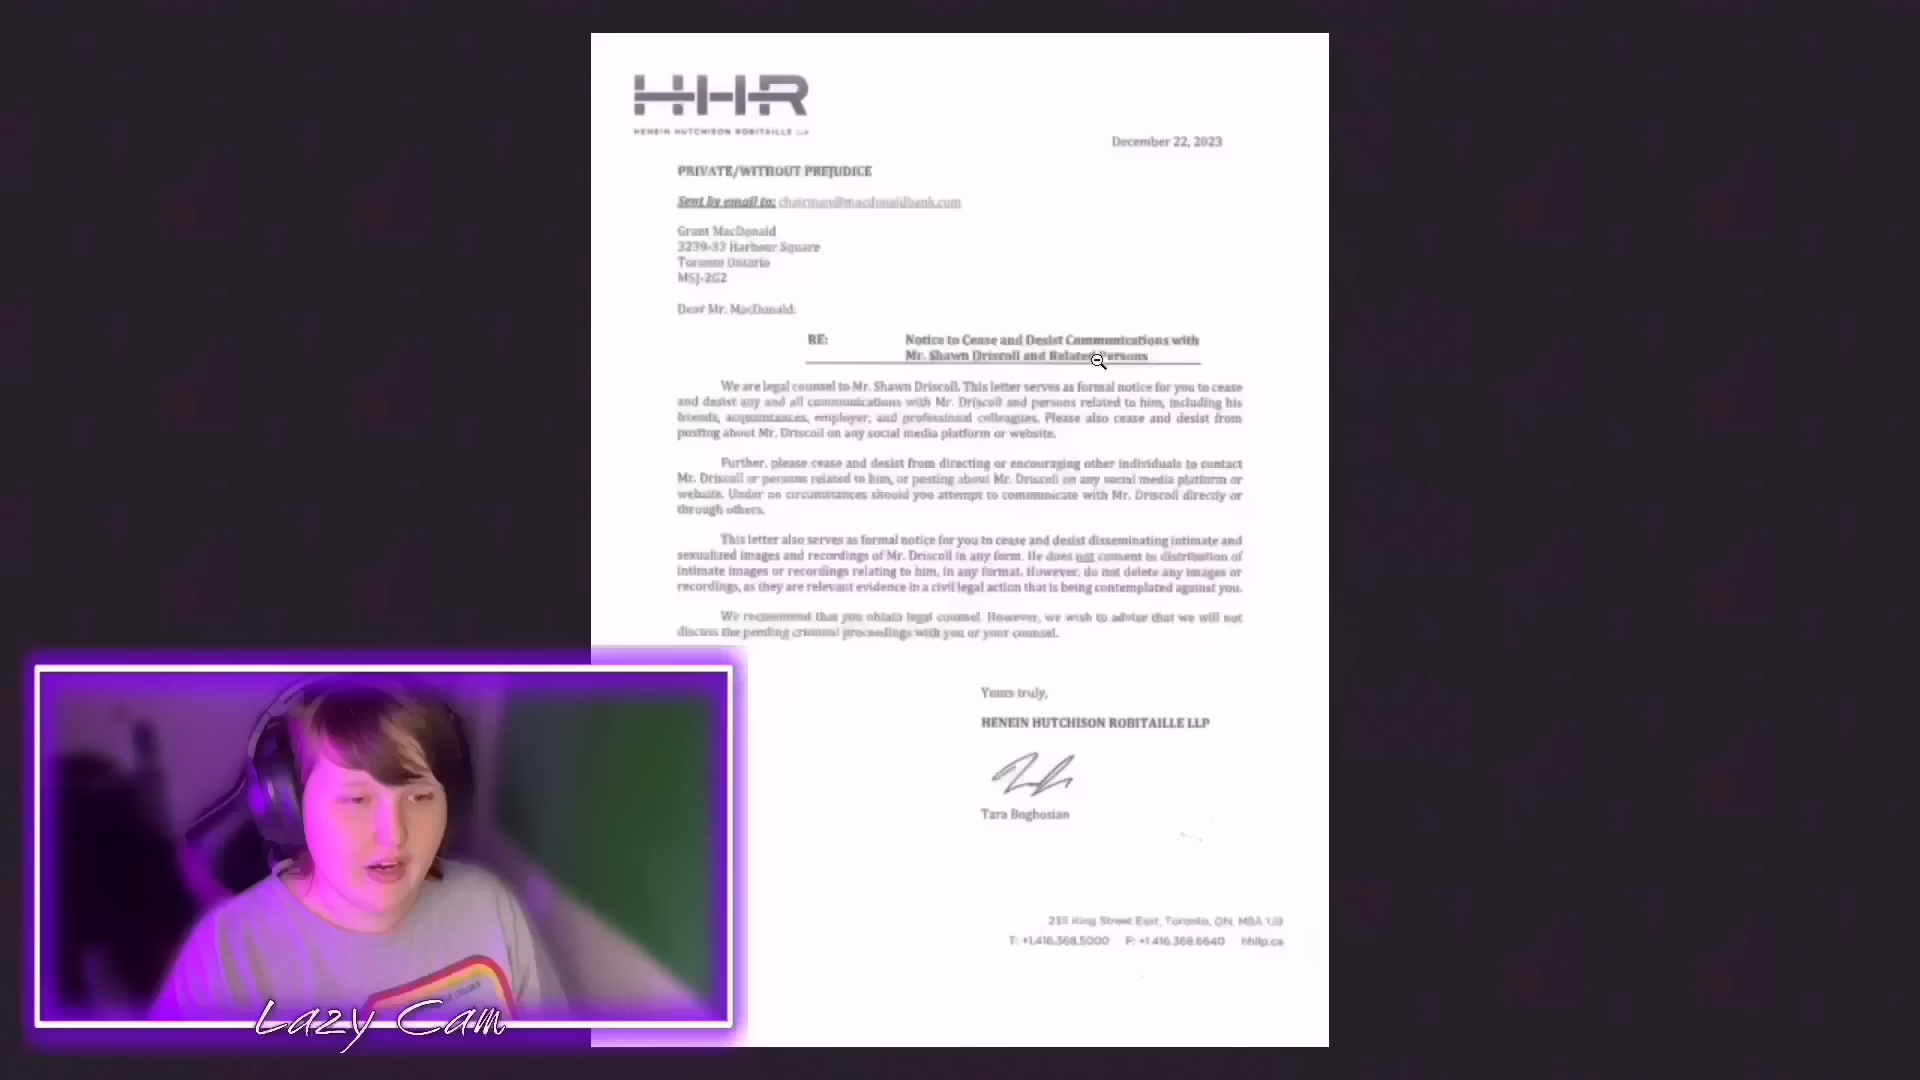 HHR
HENEIN HUTCHISON ROBITAILLE LLP
December 22, 2023
PRIVATE/WITHOUT PREJUDICE
Sent by email to: chairman@macdonaldbank.com
Grant MacDonald
3239-33 Harbour Square
Toronto Ontario
M5J-2G2
Dear Mr. MacDonald:
RE: Notice to Cease and Desist Communications with
Mr. Shawn Driscoll and Related Persons
We are legal counsel to Mr. Shawn Driscoll. This letter serves as formal notice for you to cease
and desist any and all communications with Mr. Driscoll and persons related to him, including his
friends, acquaintances, employer, and professional colleagues. Please also cease and desist from
posting about Mr. Driscoll on any social media platform or website.
Further, please cease and desist from directing or encouraging other individuals to contact
Mr. Driscoll or persons related to him, or posting about Mr. Driscoll on any social media platform or
website. Under no circumstances should you attempt to communicate with Mr. Driscoll directly or
through others.
This letter also serves as formal notice for you to cease and desist disseminating intimate and
sexualized images and recordings of Mr. Driscoll in any form. He does not consent to distribution of
intimate images or recordings relating to him, in any format. However, do not delete any images or
recordings, as they are relevant evidence in a civil legal action that is being contemplated against you.
We recommend that you obtain legal counsel. However, we wish to advise that we will not
discuss the pending criminal proceedings with you or your counsel.
Yours truly,
HENEIN HUTCHISON ROBITAILLE LLP
Tara Boghosian
King Street East, Toronto, ON, M5A
T: +1.416.368.5000 F: +1.416.368.6640 hhllp.ca
Lazy Cam